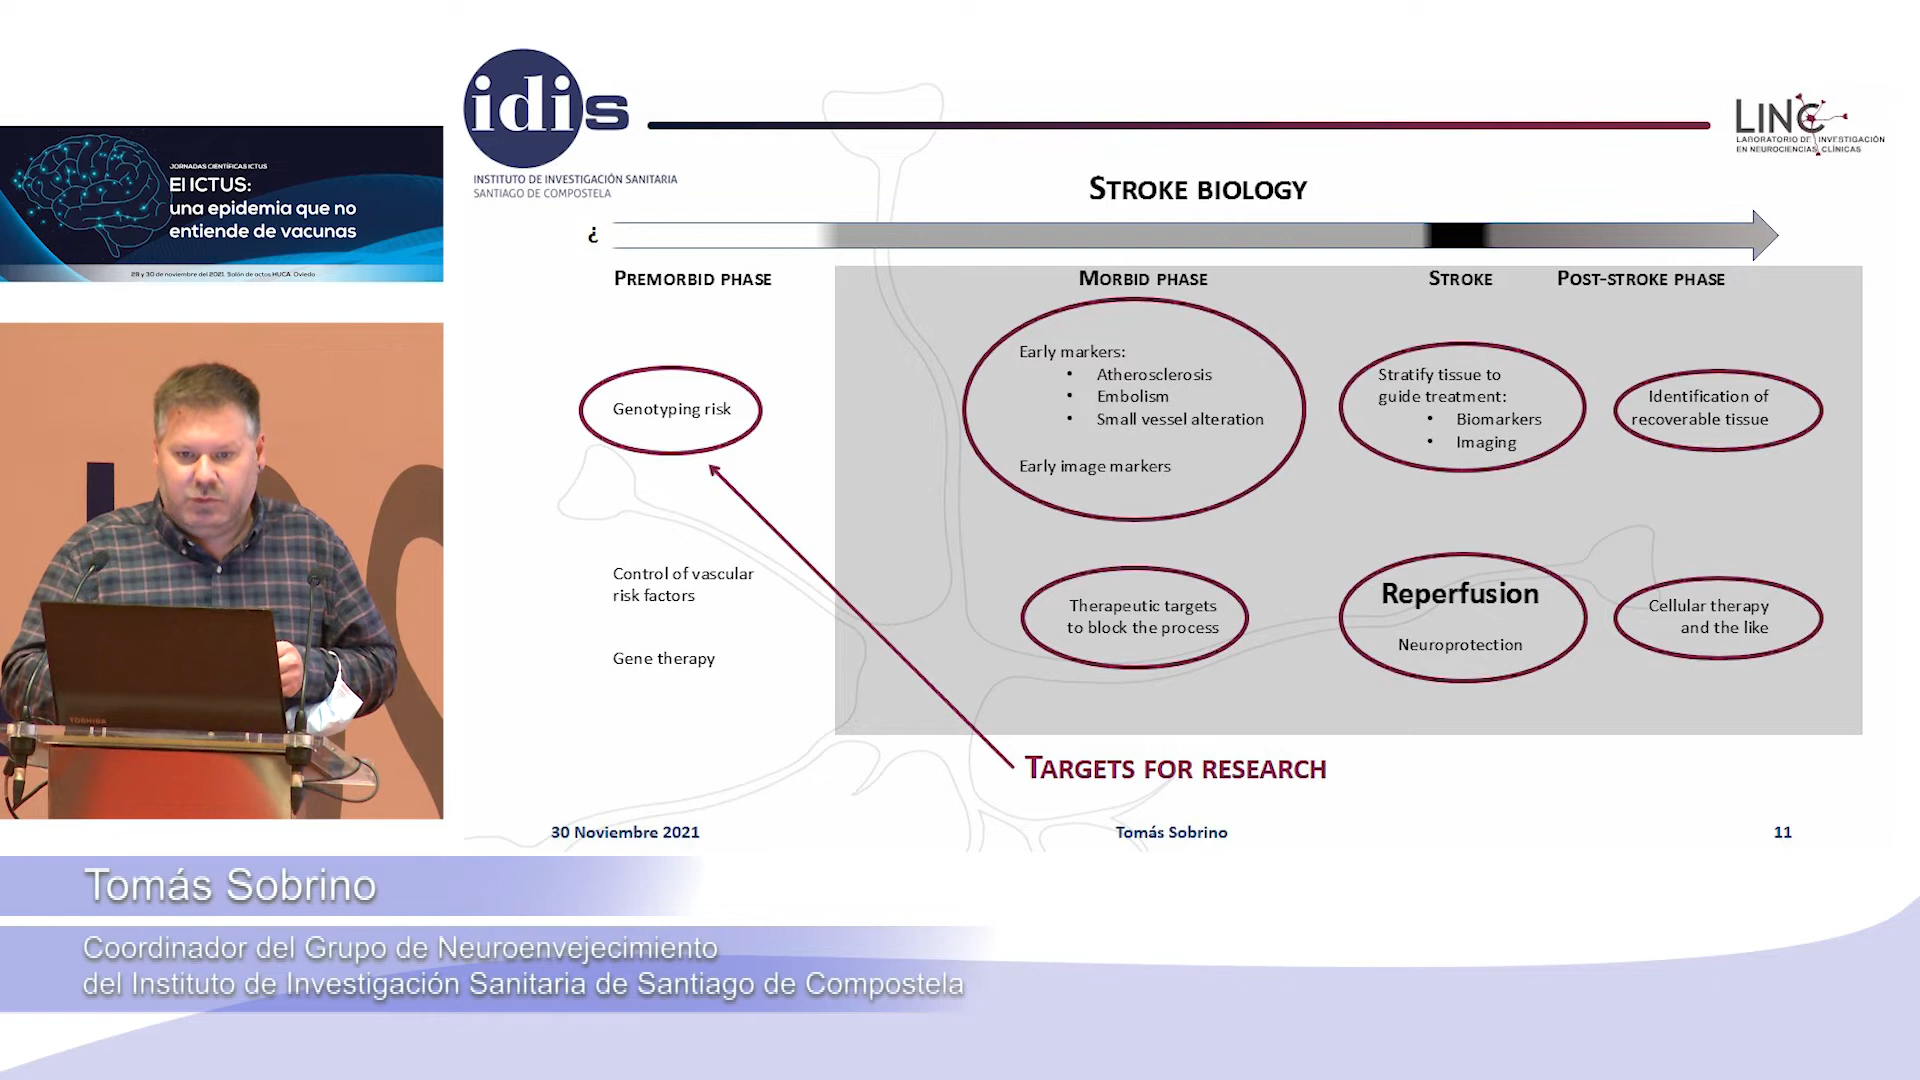 idis
INSTITUTO DE INVESTIGACIÓN SANITARIA
SANTIAGO DE COMPOSTELA
LINC
LABORATORIO DE INVESTIGACIÓN
EN NEUROCIENCIAS CLÍNICAS
JORNADAS CIENTÍFICAS ICTUS
El ICTUS:
una epidemia que no
entiende de vacunas
29 y 30 de noviembre del 2021. Salón de actos HUCA. Oviedo
STROKE BIOLOGY
¿
PREMORBID PHASE
MORBID PHASE
STROKE
POST-STROKE PHASE
Genotyping risk
Early markers:
• Atherosclerosis
• Embolism
• Small vessel alteration
Early image markers
Stratify tissue to
guide treatment:
• Biomarkers
• Imaging
Identification of
recoverable tissue
Control of vascular
risk factors
Gene therapy
Therapeutic targets
to block the process
Reperfusion
Neuroprotection
Cellular therapy
and the like
TARGETS FOR RESEARCH
30 Noviembre 2021
Tomás Sobrino
11
TOSHIBA
Tomás Sobrino
Coordinador del Grupo de Neuroenvejecimiento
del Instituto de Investigación Sanitaria de Santiago de Compostela